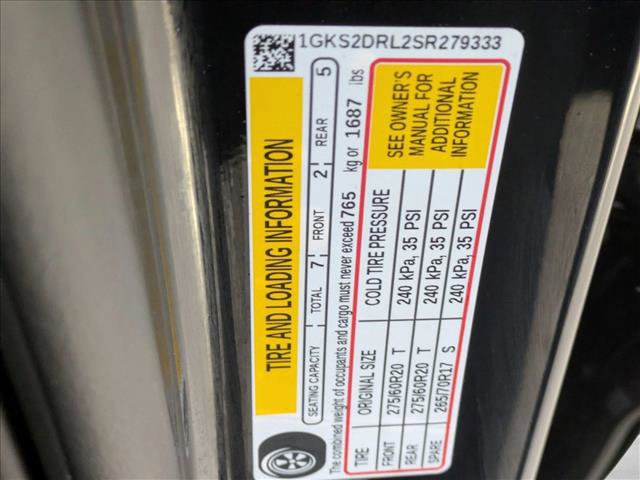 1GKS2DRL2SR279333
TIRE AND LOADING INFORMATION
SEATING CAPACITY TOTAL 7 FRONT 2 REAR 5
The combined weight of occupants and cargo must never exceed 765 kg or 1687 lbs
TIRE ORIGINAL SIZE COLD TIRE PRESSURE
FRONT 275/60R20 T 240 kPa, 35 PSI
REAR 275/60R20 T 240 kPa, 35 PSI
SPARE 265/70R17 S 240 kPa, 35 PSI
SEE OWNER'S
MANUAL FOR
ADDITIONAL
INFORMATION